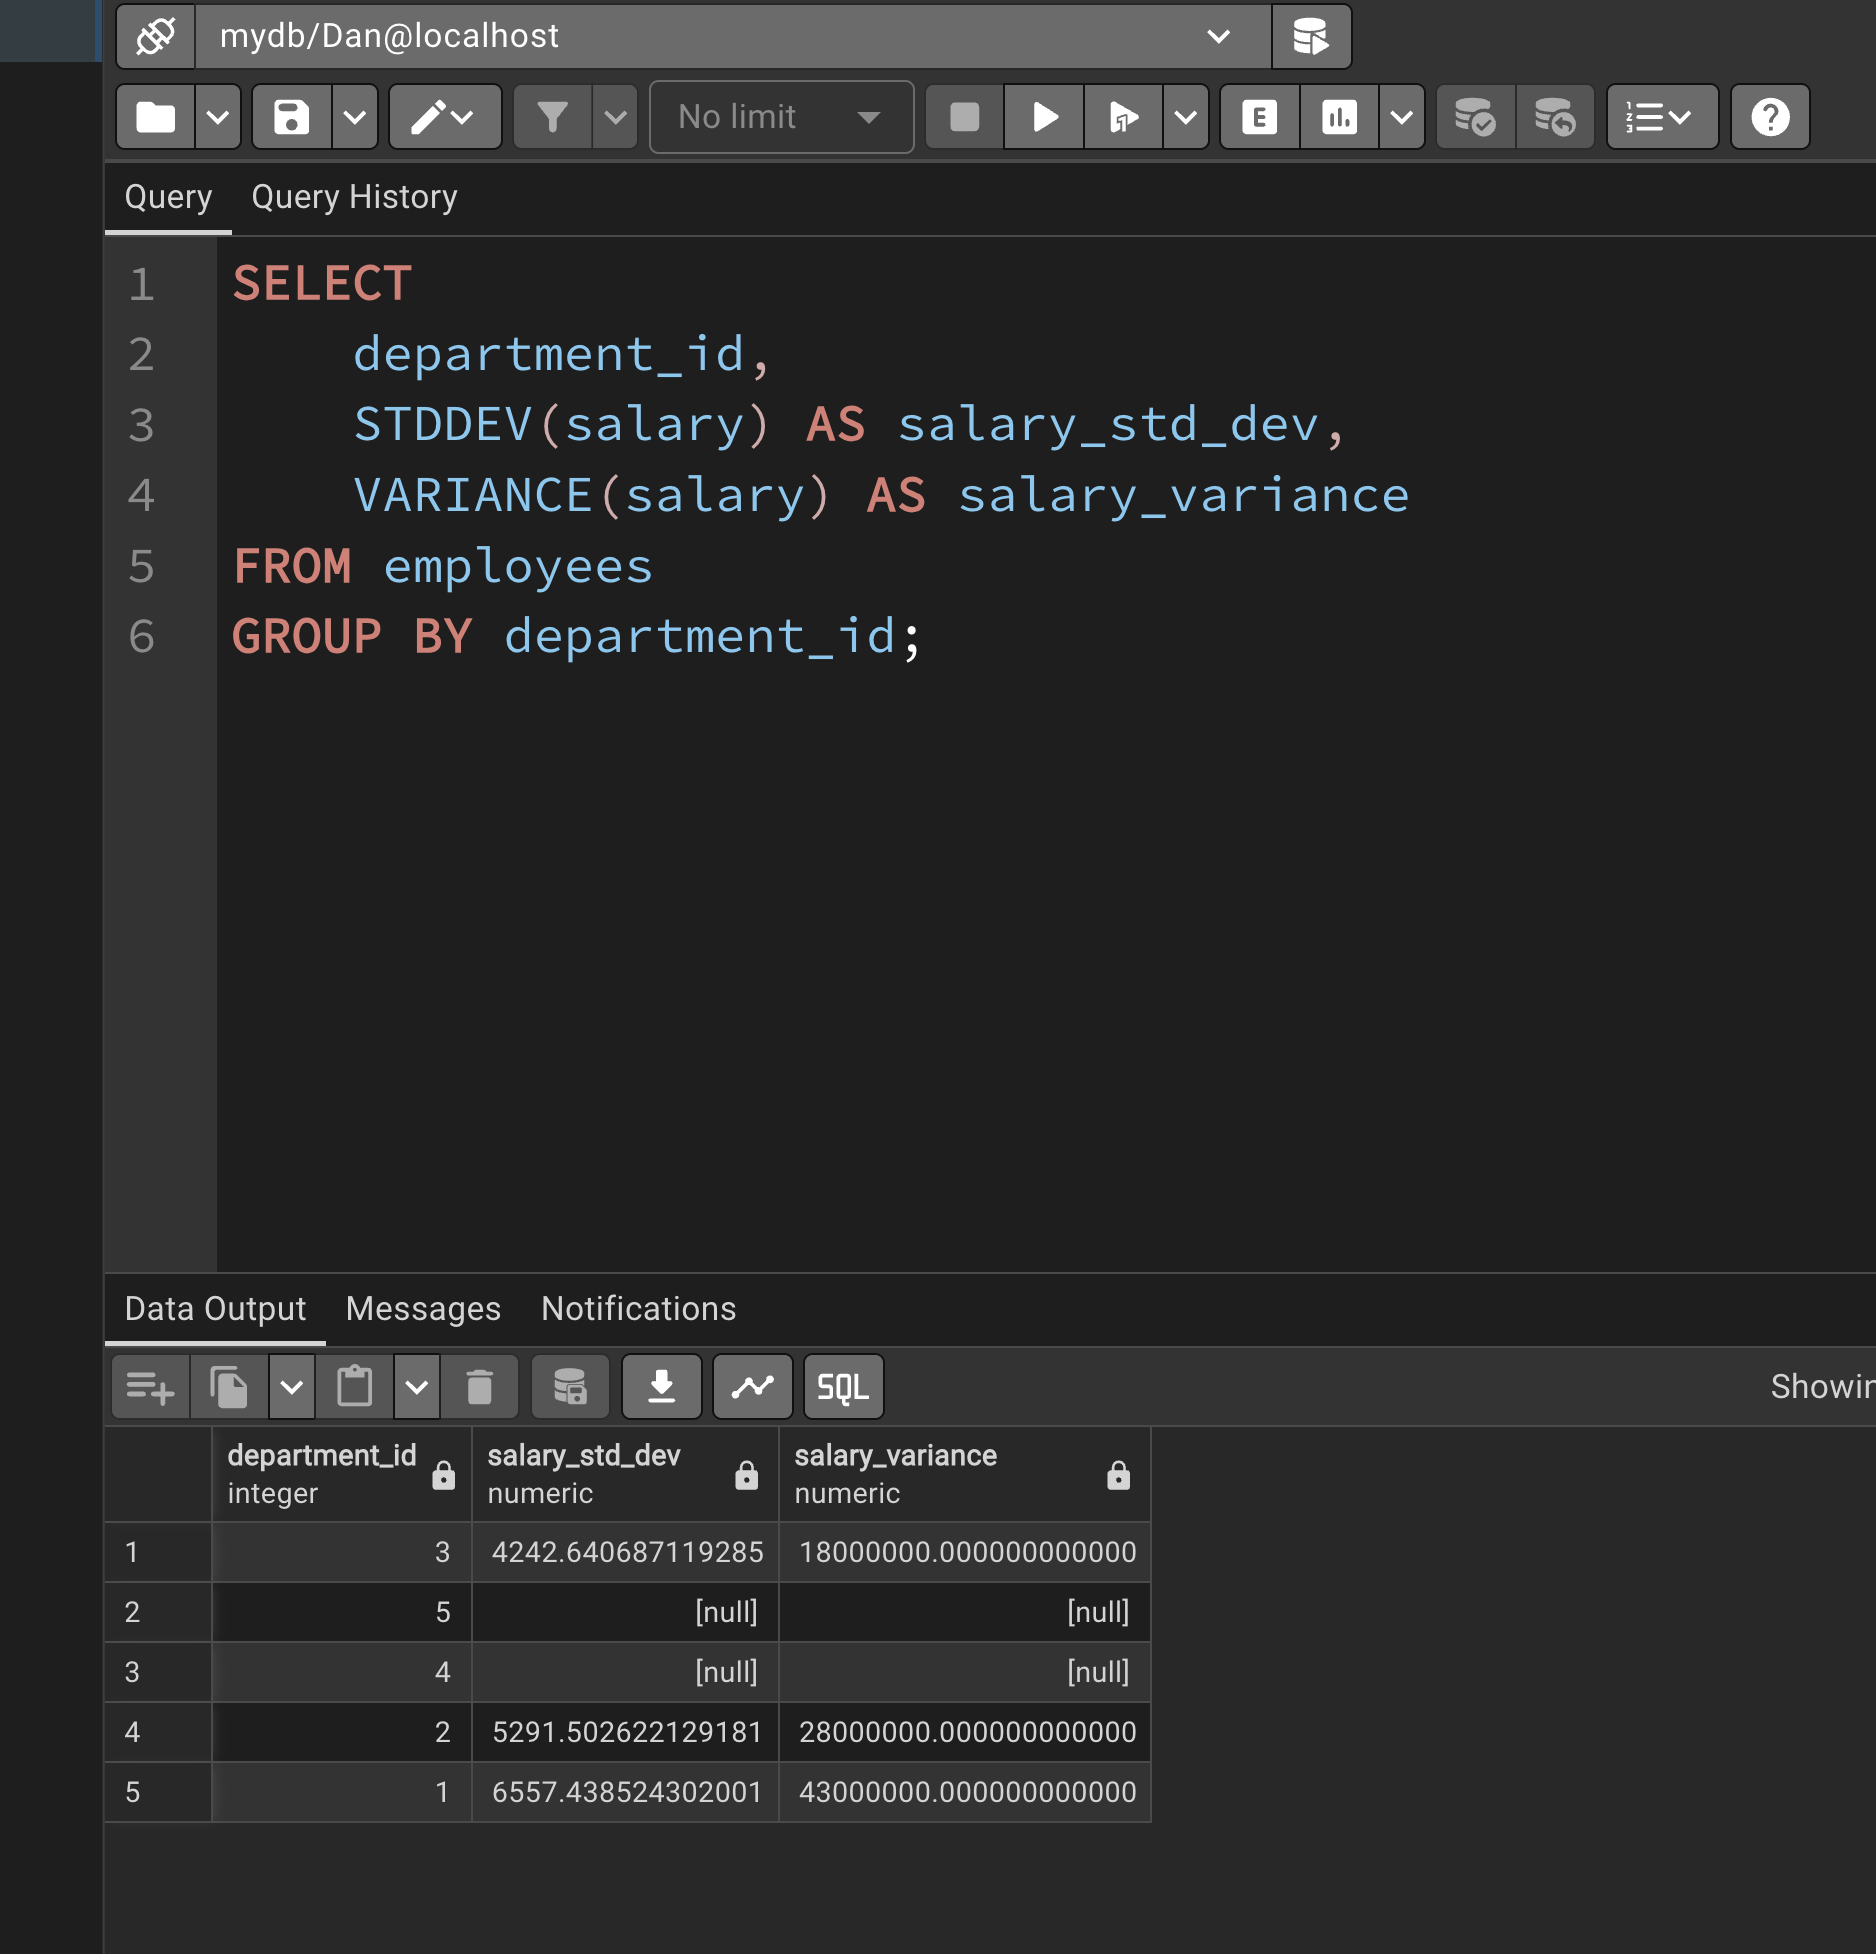 mydb/Dan@localhost
No limit
Query Query History
1 SELECT
2 department_id,
3 STDDEV(salary) AS salary_std_dev,
4 VARIANCE(salary) AS salary_variance
5 FROM employees
6 GROUP BY department_id;
Data Output Messages Notifications
SQL
department_id salary_std_dev salary_variance
integer numeric numeric
1 3 4242.640687119285 18000000.000000000000
2 5 [null] [null]
3 4 [null] [null]
4 2 5291.502622129181 28000000.000000000000
5 1 6557.438524302001 43000000.000000000000